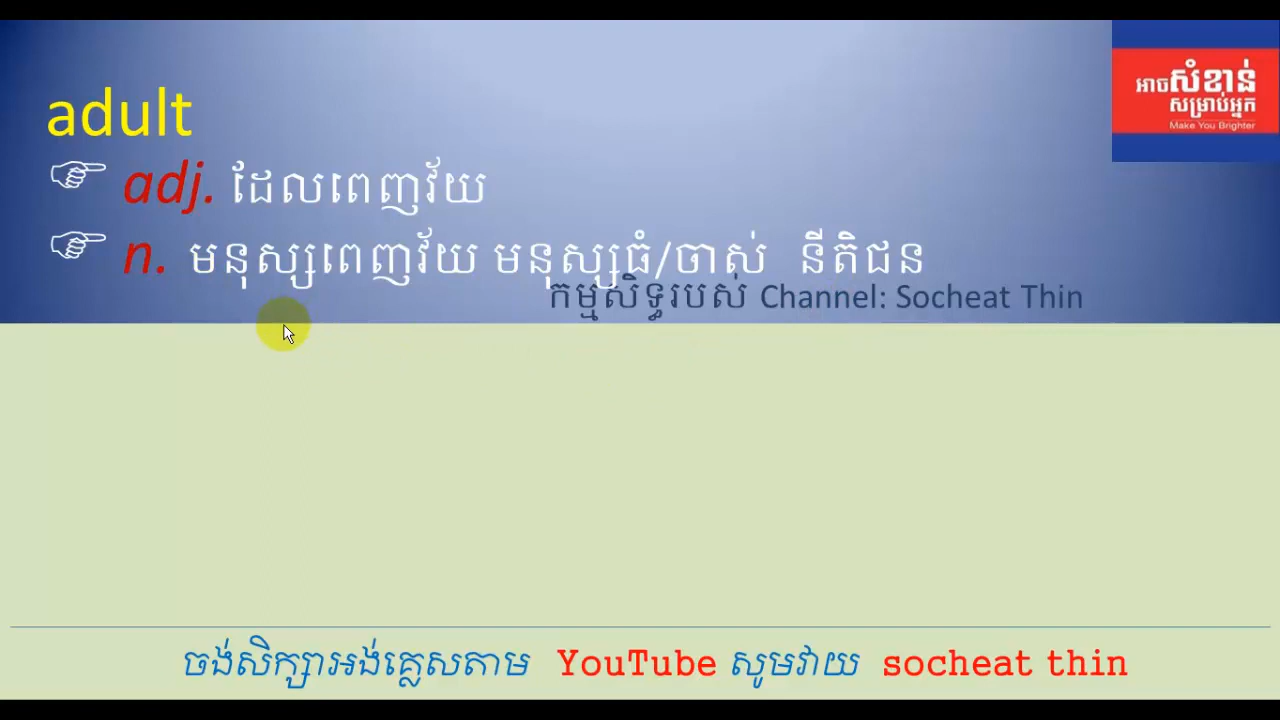 អាចសំខាន់
សម្រាប់អ្នក
Make You Brighter
adult
adj. ដែលពេញវ័យ
n. មនុស្សពេញវ័យ មនុស្សធំ/ចាស់ នីតិជន
កម្មសិទ្ធរបស់ Channel: Socheat Thin
ចង់សិក្សាអង់គ្លេសតាម YouTube សូមវាយ socheat thin